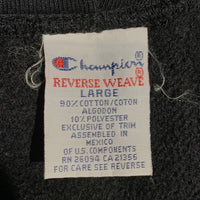 Champion®
REVERSE WEAVE®
LARGE
90% COTTON/COTON
ALGODON
10% POLYESTER
EXCLUSIVE OF TRIM
ASSEMBLED IN
MEXICO
OF U.S. COMPONENTS
RN 26094 CA 21356
FOR CARE SEE REVERSE